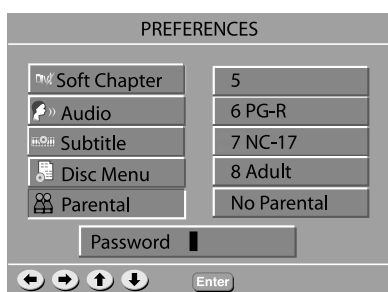 PREFERENCES
Soft Chapter
5
Audio
6 PG-R
Subtitle
7 NC-17
Disc Menu
8 Adult
Parental
No Parental
Password
Enter